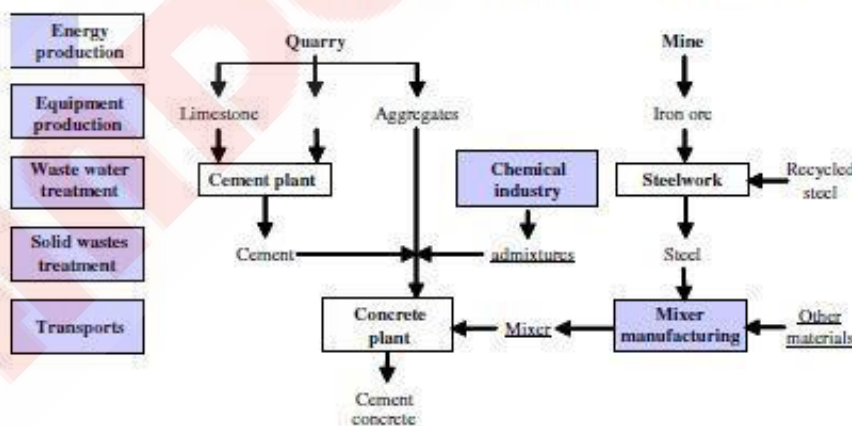 Energy
production
Equipment
production
Waste water
treatment
Solid wastes
treatment
Transports
Quarry
Limestone
Aggregates
Cement plant
Cement
Chemical
industry
admixtures
Concrete
plant
Mixer
Cement
concrete
Mine
Iron ore
Steelwork
Recycled
steel
Steel
Mixer
manufacturing
Other
materials